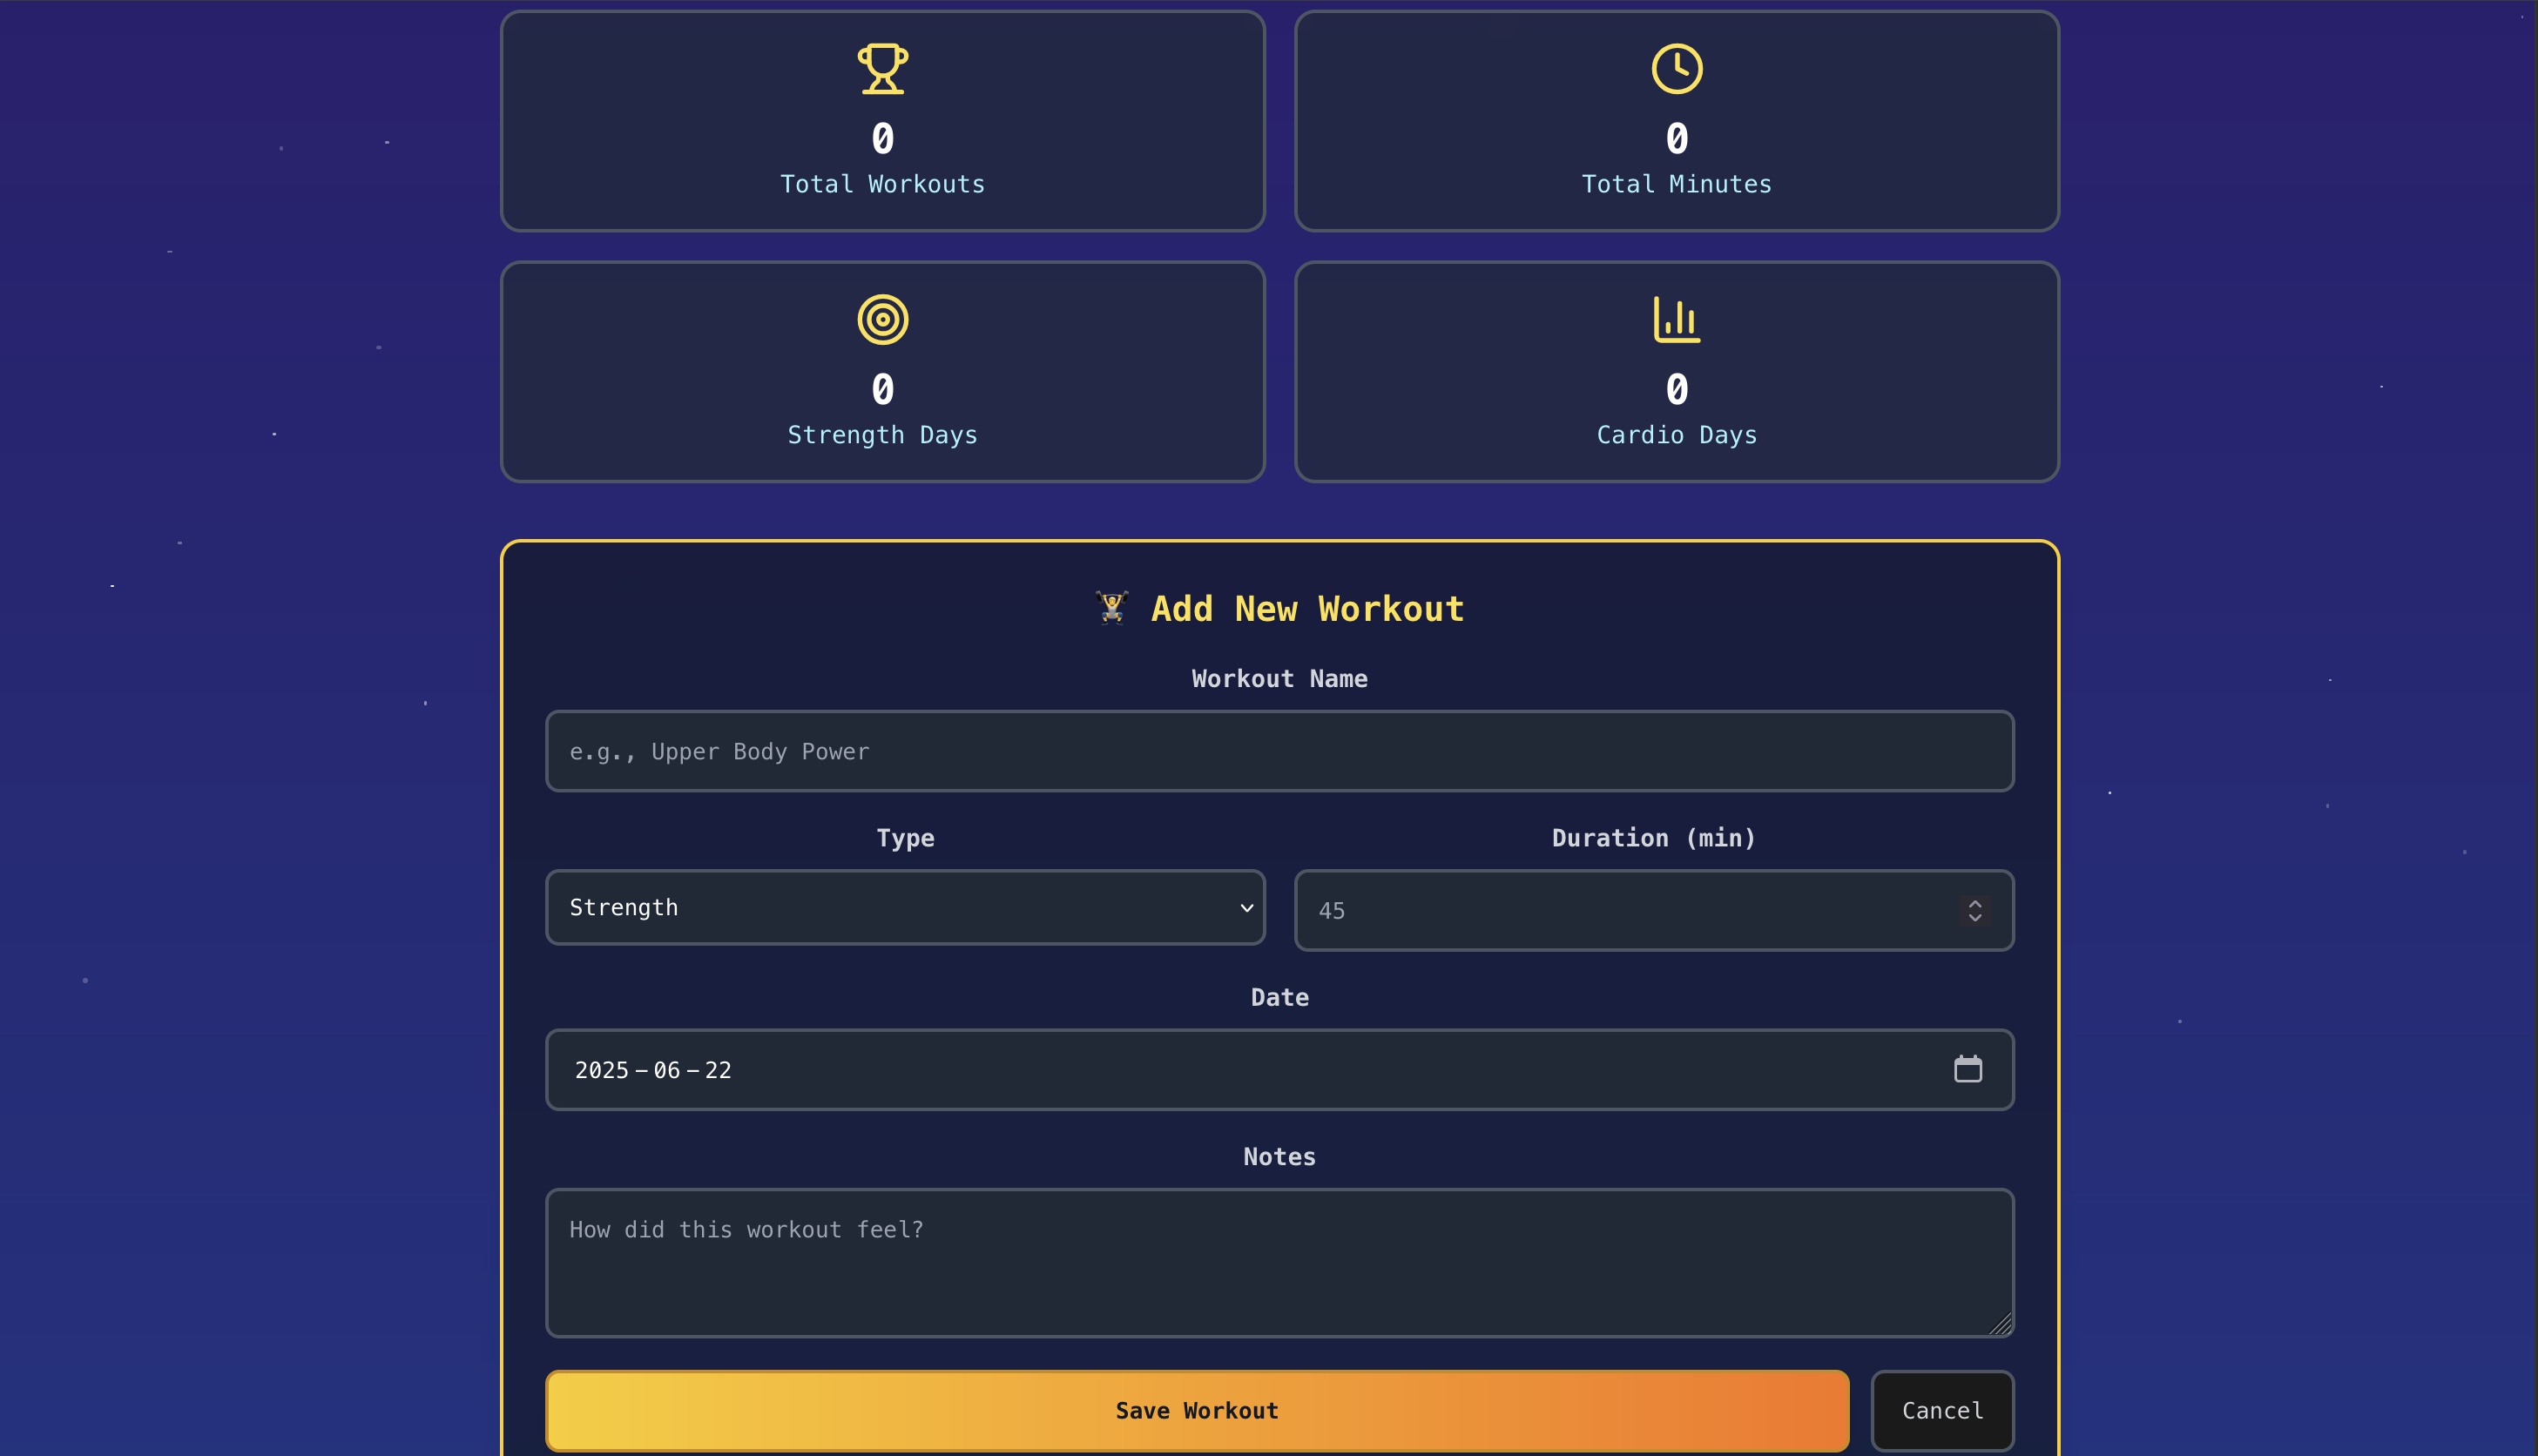 0
Total Workouts
0
Total Minutes
0
Strength Days
0
Cardio Days
Add New Workout
Workout Name
e.g., Upper Body Power
Type
Duration (min)
Strength
45
Date
2025-06-22
Notes
How did this workout feel?
Save Workout
Cancel